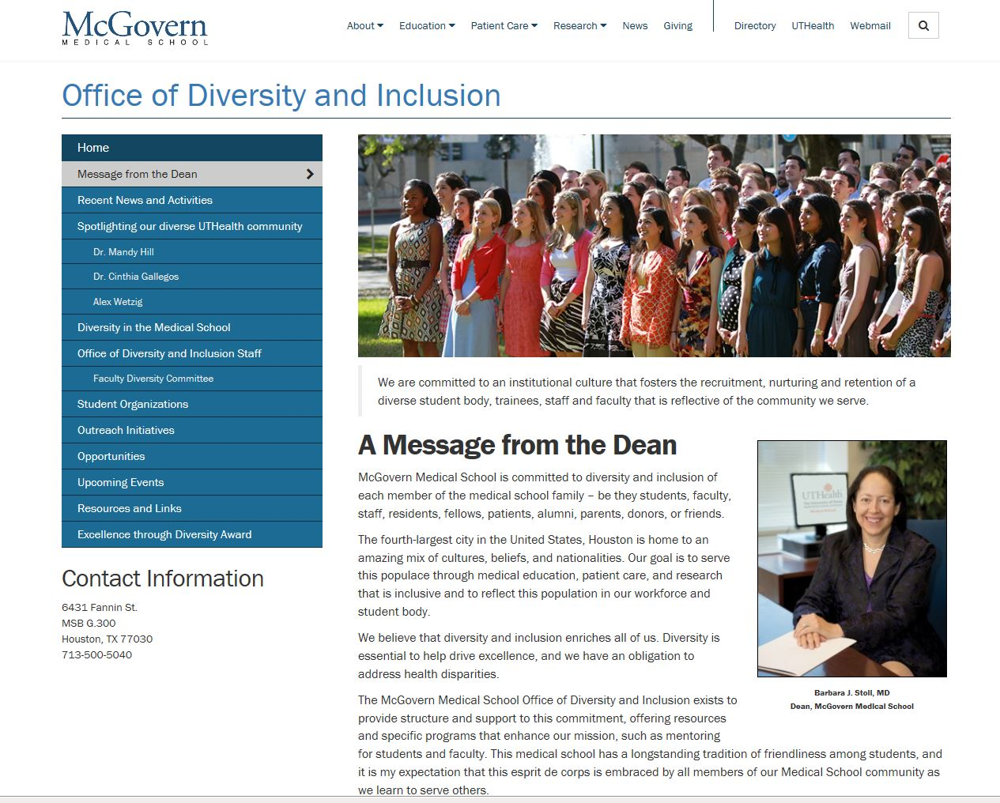 McGovern
MEDICAL SCHOOL
About Education Patient Care Research News Giving Directory UTHealth Webmail
Office of Diversity and Inclusion
Home
Message from the Dean
Recent News and Activities
Spotlighting our diverse UTHealth community
Dr. Mandy Hill
Dr. Cinthia Gallegos
Alex Wetzig
Diversity in the Medical School
Office of Diversity and Inclusion Staff
Faculty Diversity Committee
Student Organizations
Outreach Initiatives
Opportunities
Upcoming Events
Resources and Links
Excellence through Diversity Award
Contact Information
6431 Fannin St.
MSB G.300
Houston, TX 77030
713-500-5040
We are committed to an institutional culture that fosters the recruitment, nurturing and retention of a
diverse student body, trainees, staff and faculty that is reflective of the community we serve.
A Message from the Dean
McGovern Medical School is committed to diversity and inclusion of
each member of the medical school family – be they students, faculty,
staff, residents, fellows, patients, alumni, parents, donors, or friends.
The fourth-largest city in the United States, Houston is home to an
amazing mix of cultures, beliefs, and nationalities. Our goal is to serve
this populace through medical education, patient care, and research
that is inclusive and to reflect this population in our workforce and
student body.
We believe that diversity and inclusion enriches all of us. Diversity is
essential to help drive excellence, and we have an obligation to
address health disparities.
The McGovern Medical School Office of Diversity and Inclusion exists to
provide structure and support to this commitment, offering resources
and specific programs that enhance our mission, such as mentoring
for students and faculty. This medical school has a longstanding tradition of friendliness among students, and
it is my expectation that this esprit de corps is embraced by all members of our Medical School community as
we learn to serve others.
UTHealth
Barbara J. Stoll, MD
Dean, McGovern Medical School